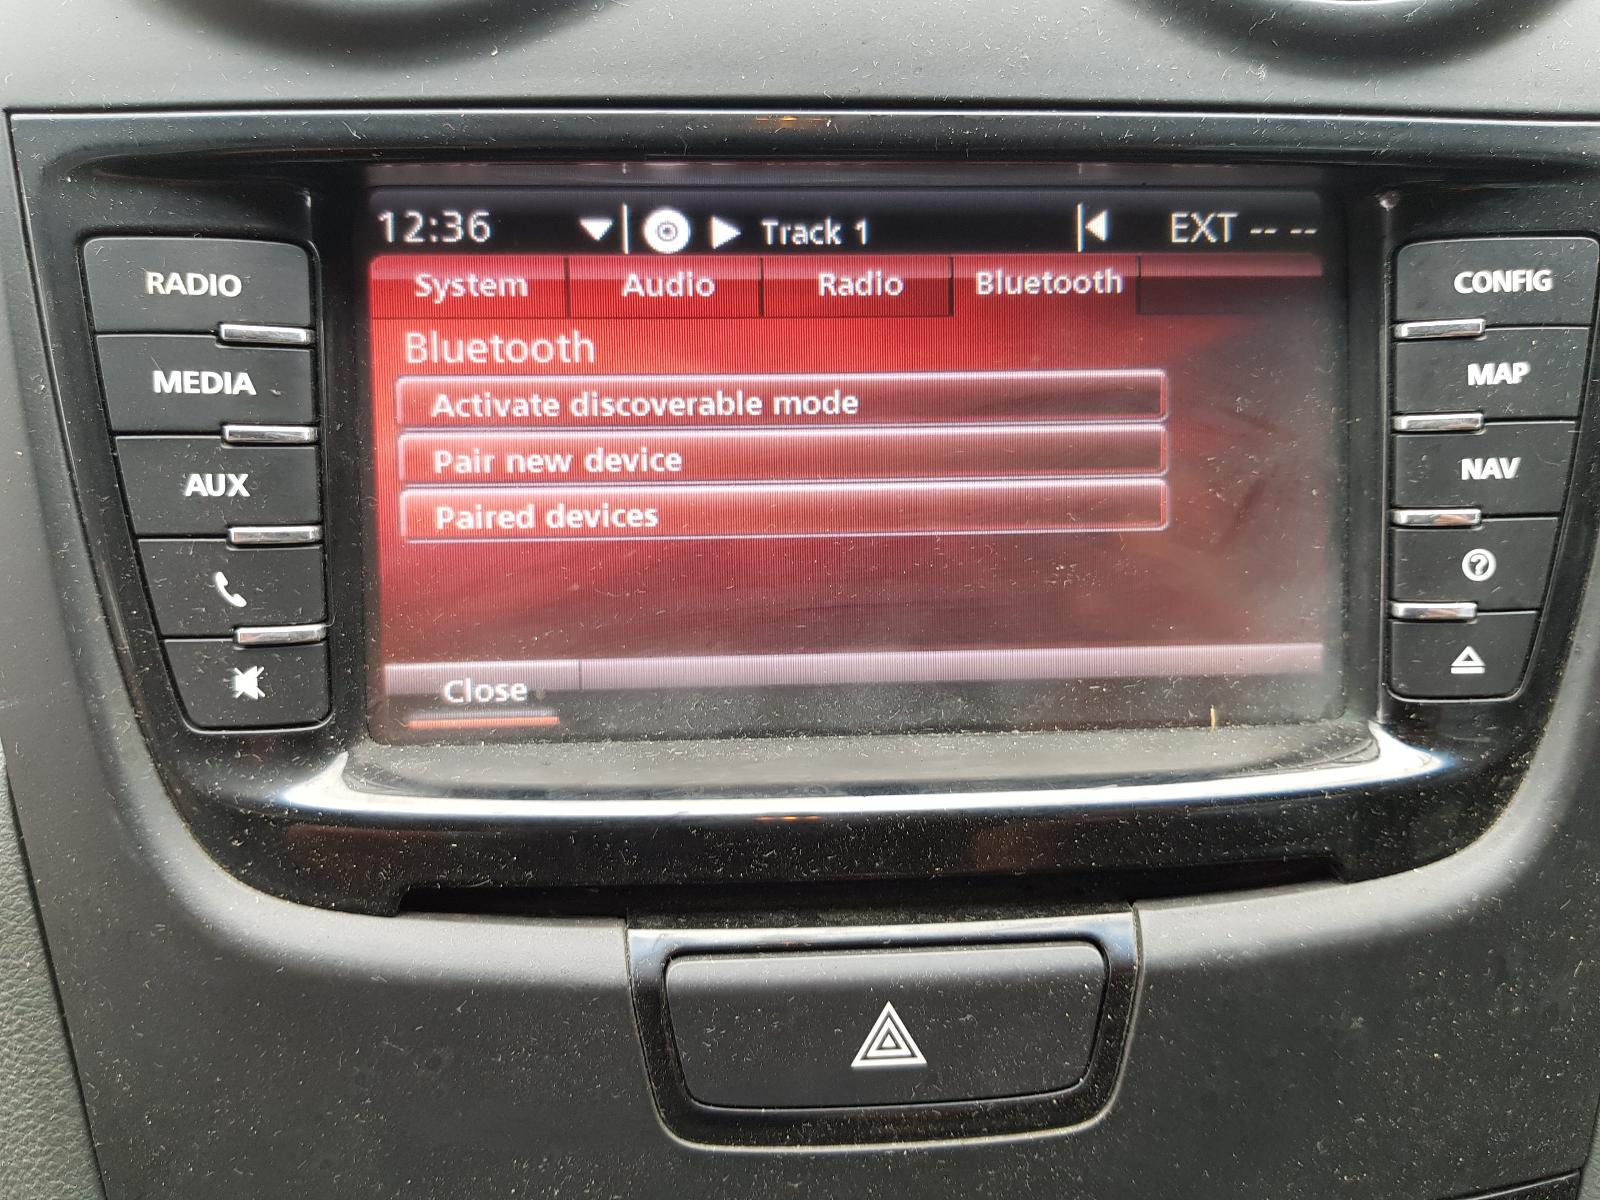 12:36 Track 1 EXT -- --
System Audio Radio Bluetooth
Bluetooth
Activate discoverable mode
Pair new device
Paired devices
Close
RADIO
MEDIA
AUX
CONFIG
MAP
NAV
?